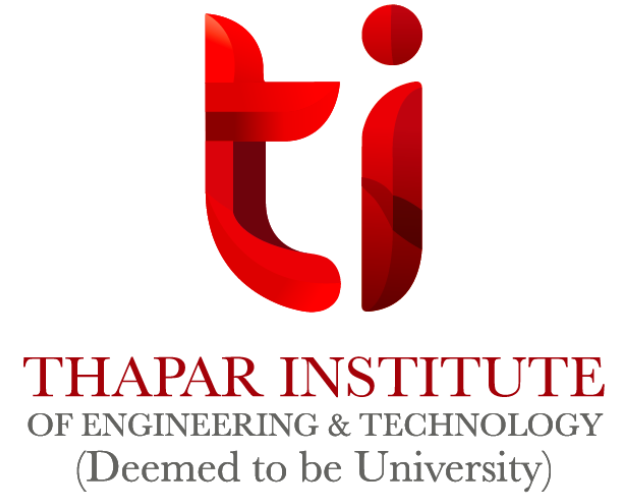 ti
THAPAR INSTITUTE
OF ENGINEERING & TECHNOLOGY
(Deemed to be University)